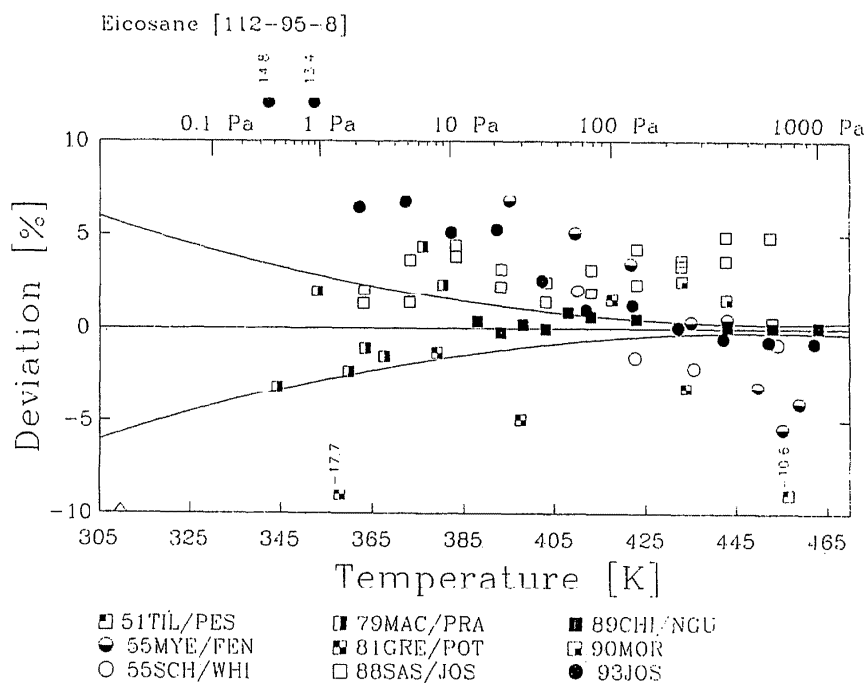 Eicosane [112-95-8]
14.8
13.4
0.1 Pa 1 Pa 10 Pa 100 Pa 1000 Pa
10
5
0
-5
-10
Deviation [%]
-17.7
-10.6
305 325 345 365 385 405 425 445 465
Temperature [K]
51TIL/PES 79MAC/PRA 89CHI/NGU
55MYE/FEN 81GRE/POT 90MOR
55SCH/WHI 88SAS/JOS 93JOS